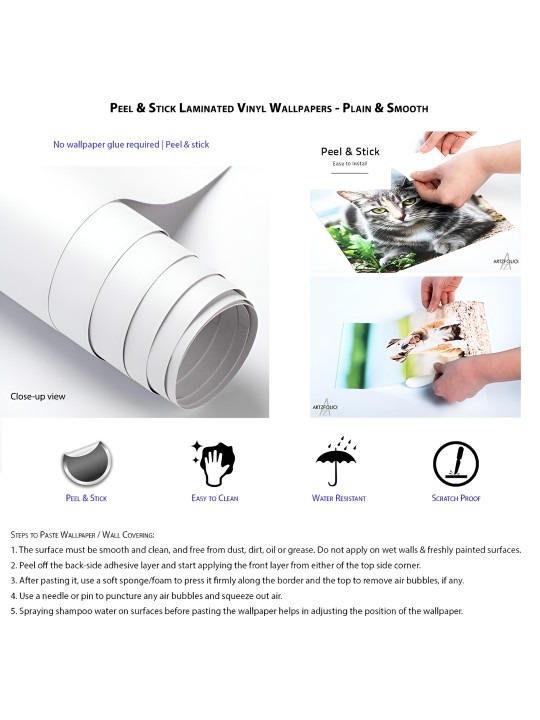 Peel & Stick Laminated Vinyl Wallpapers - Plain & Smooth
No wallpaper glue required | Peel & stick
Peel & Stick
Easy to Install
ARTZFOLIO
Close-up view
ARTZFOLIO
Peel & Stick
Easy to Clean
Water Resistant
Scratch Proof
Steps to Paste Wallpaper / Wall Covering:
1. The surface must be smooth and clean, and free from dust, dirt, oil or grease. Do not apply on wet walls & freshly painted surfaces.
2. Peel off the back-side adhesive layer and start applying the front layer from either of the top side corner.
3. After pasting it, use a soft sponge/foam to press it firmly along the border and the top to remove air bubbles, if any.
4. Use a needle or pin to puncture any air bubbles and squeeze out air.
5. Spraying shampoo water on surfaces before pasting the wallpaper helps in adjusting the position of the wallpaper.